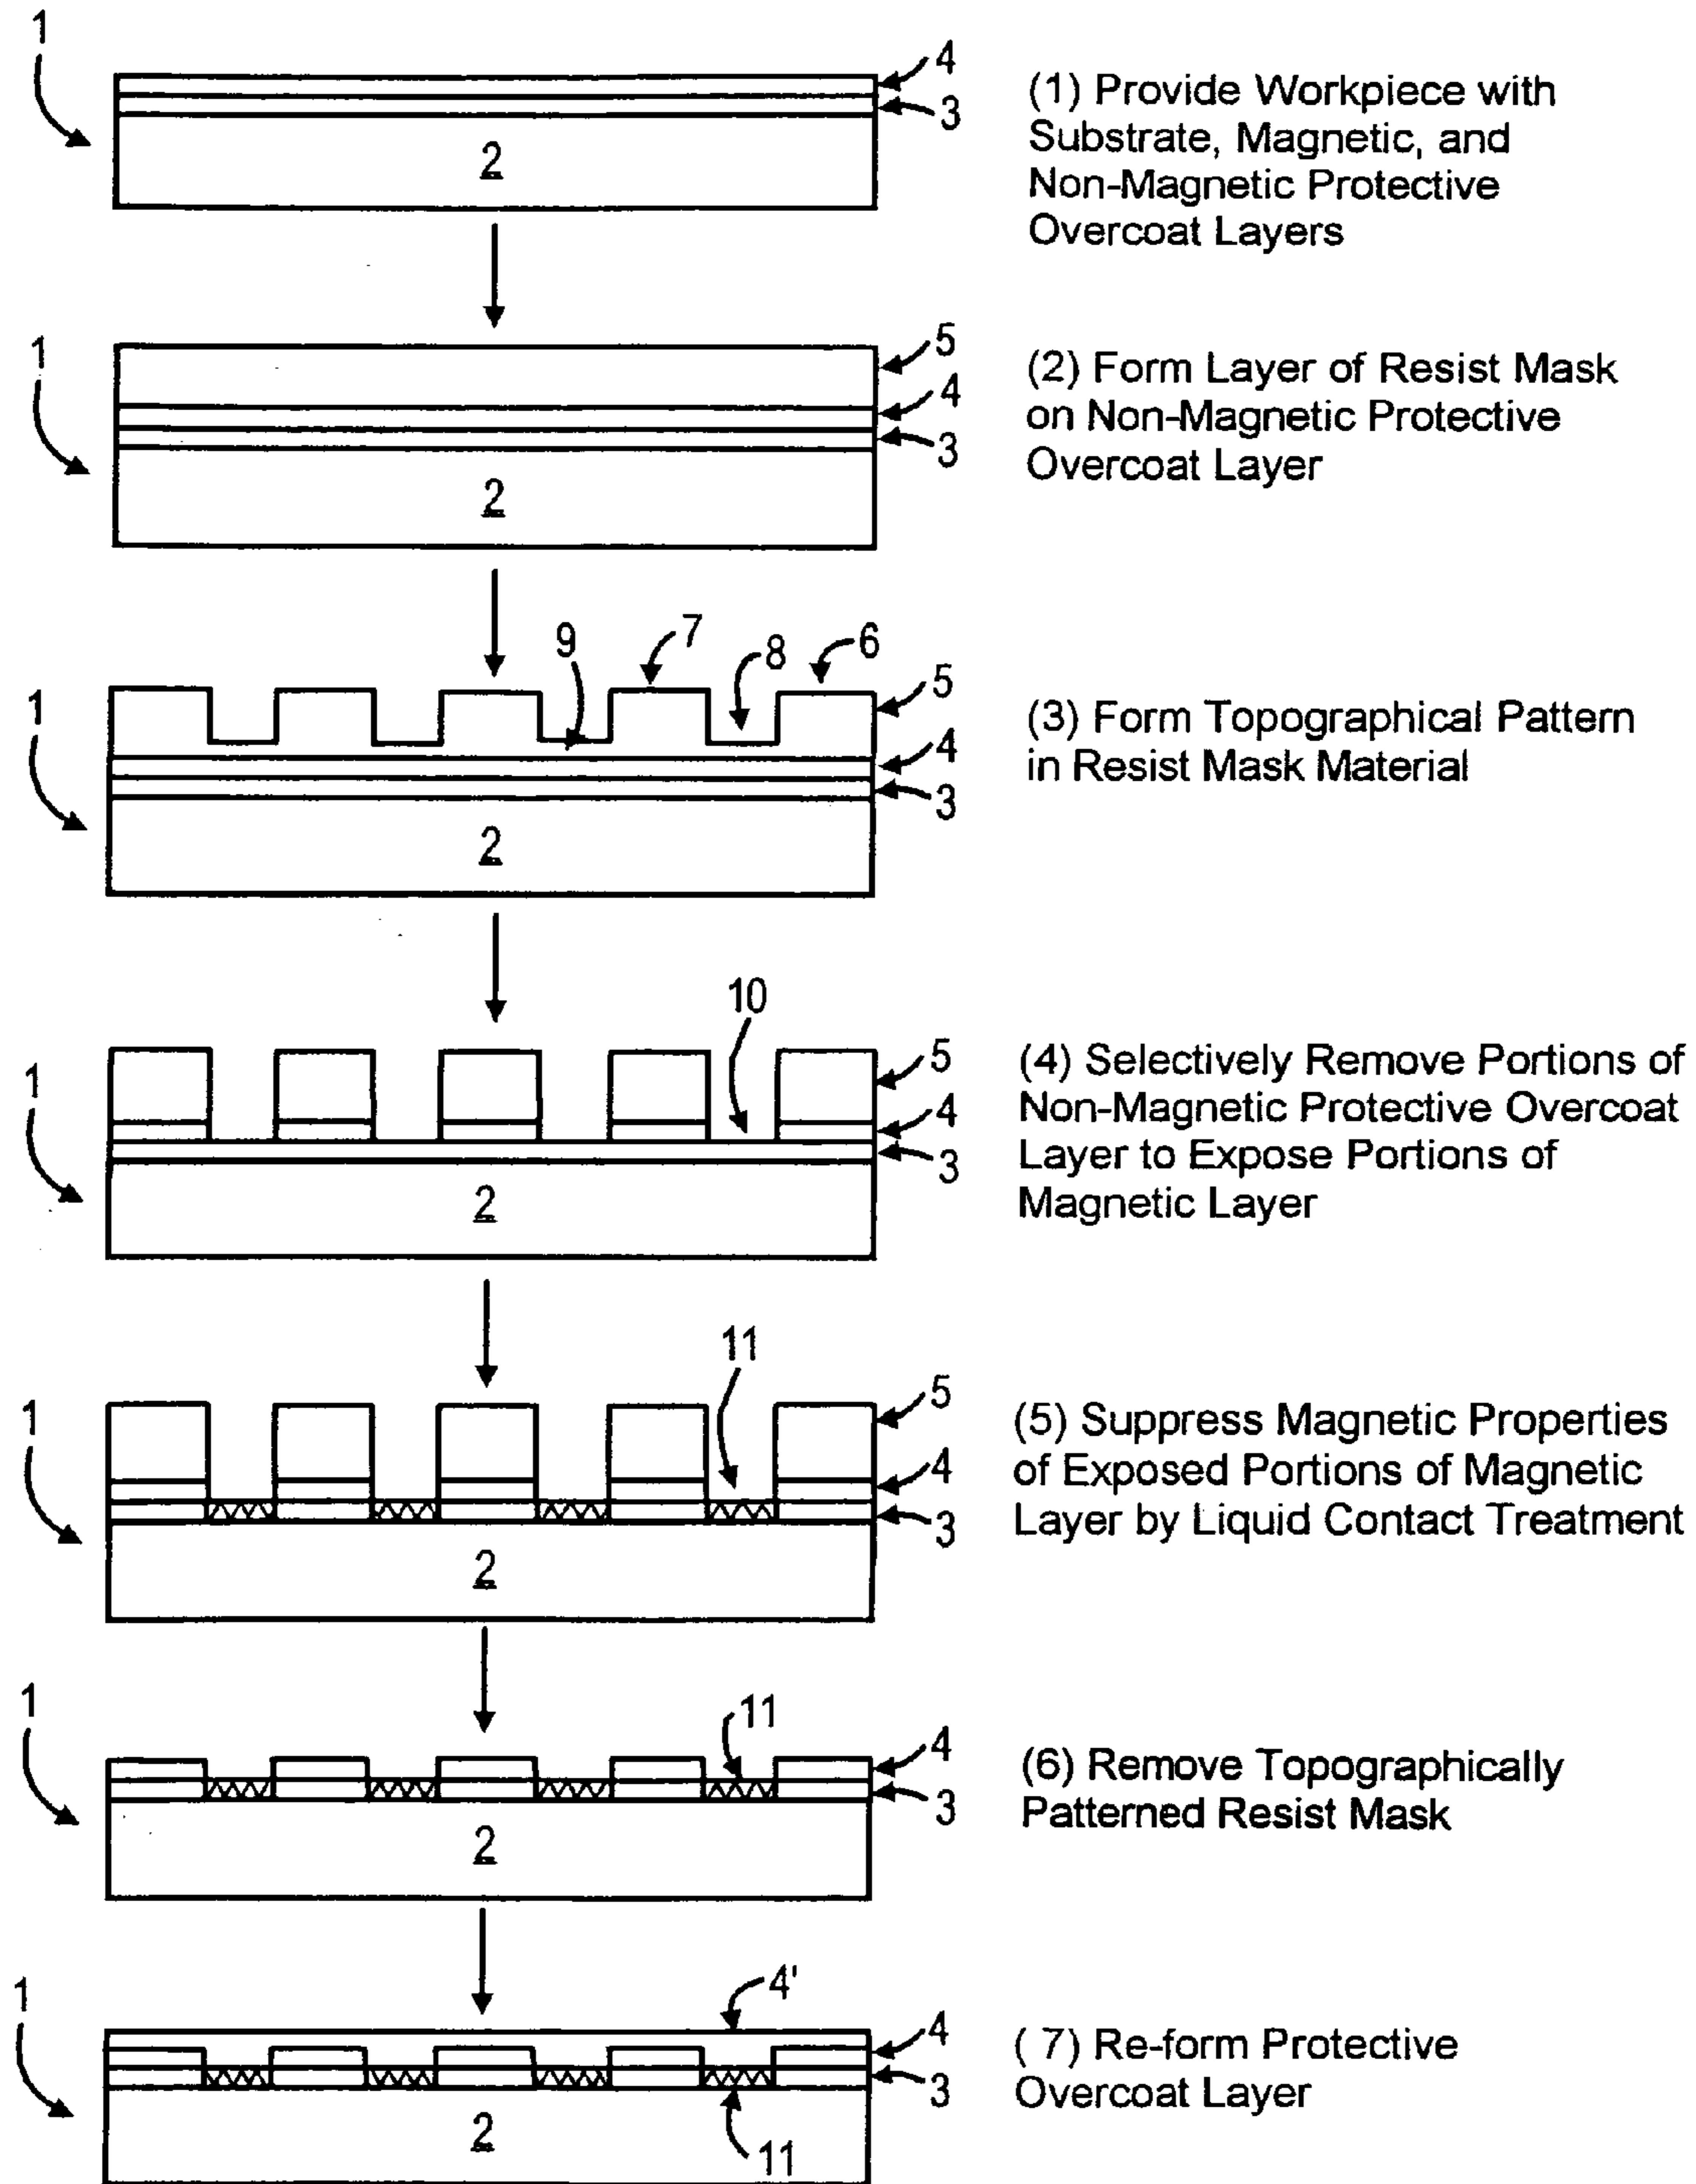 1
4
3
2
(1) Provide Workpiece with
Substrate, Magnetic, and
Non-Magnetic Protective
Overcoat Layers
1
5
4
3
2
(2) Form Layer of Resist Mask
on Non-Magnetic Protective
Overcoat Layer
9
7
8
6
1
5
4
3
2
(3) Form Topographical Pattern
in Resist Mask Material
10
1
5
4
3
2
(4) Selectively Remove Portions of
Non-Magnetic Protective Overcoat
Layer to Expose Portions of
Magnetic Layer
11
1
5
4
3
2
(5) Suppress Magnetic Properties
of Exposed Portions of Magnetic
Layer by Liquid Contact Treatment
1
11
4
3
2
(6) Remove Topographically
Patterned Resist Mask
1
4'
4
3
2
11
( 7) Re-form Protective
Overcoat Layer